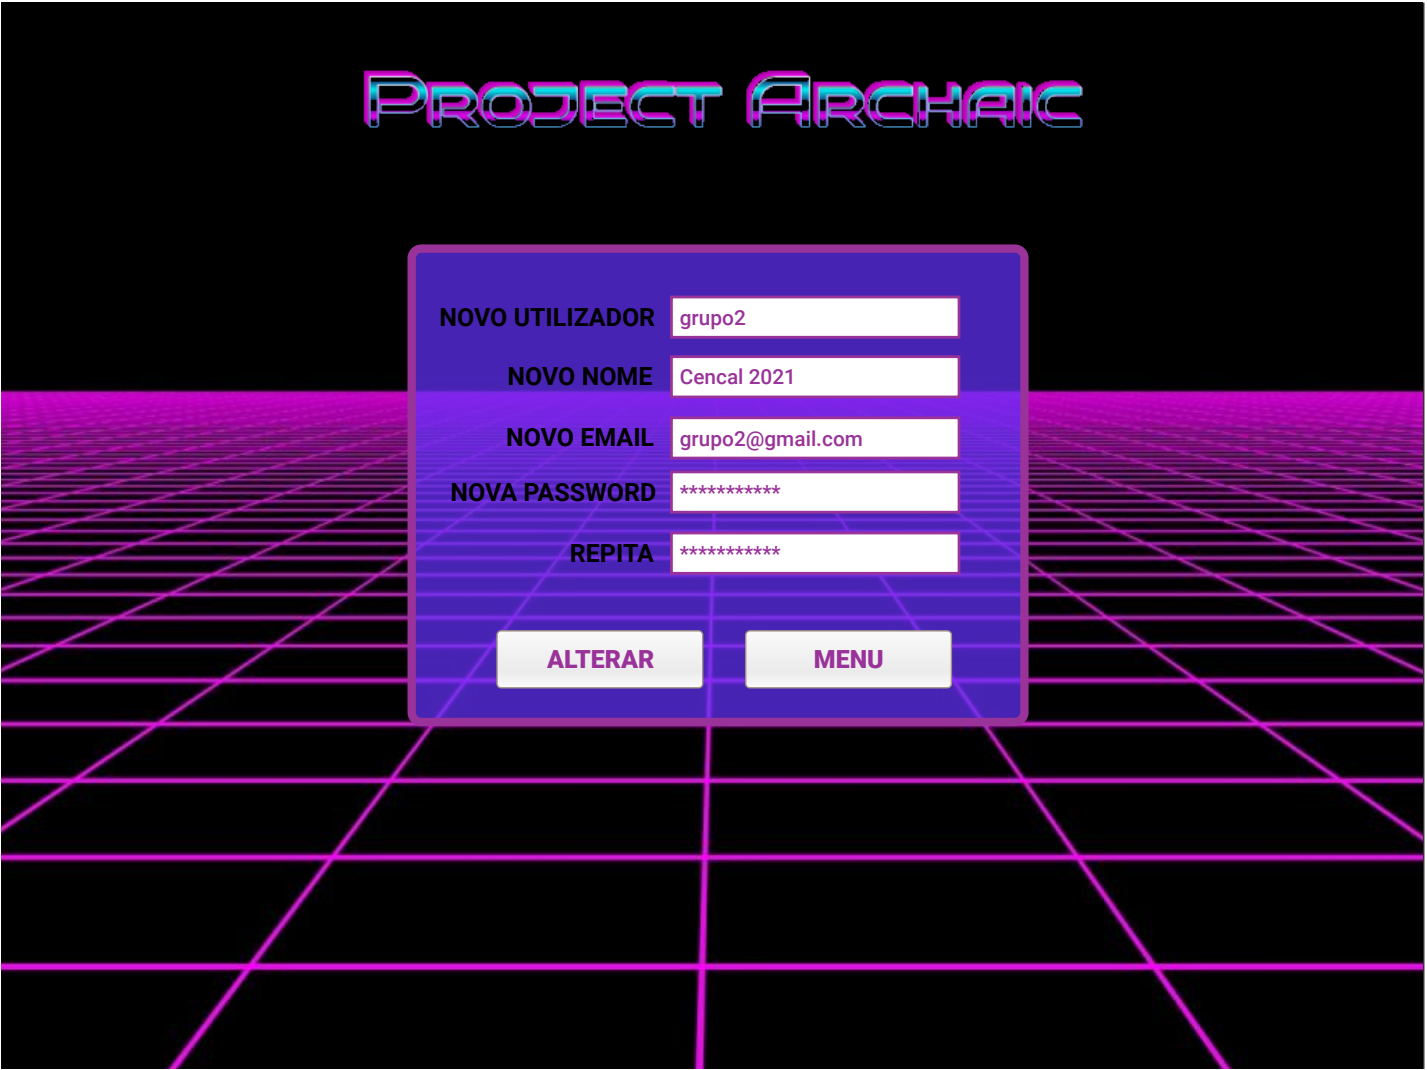 Project Archaic
NOVO UTILIZADOR grupo2
NOVO NOME Cencal 2021
NOVO EMAIL grupo2@gmail.com
NOVA PASSWORD ***********
REPITA ***********
ALTERAR MENU